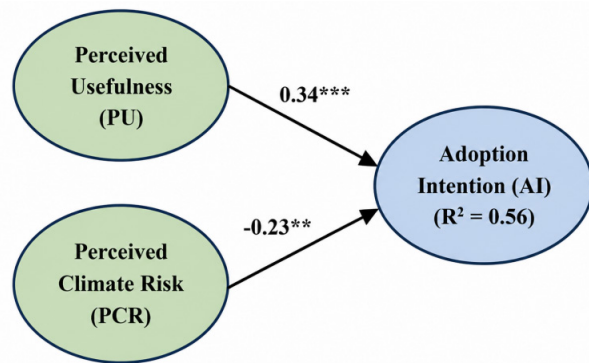 Perceived
Usefulness
(PU)
0.34***
Adoption
Intention (AI)
(R² = 0.56)
-0.23**
Perceived
Climate Risk
(PCR)